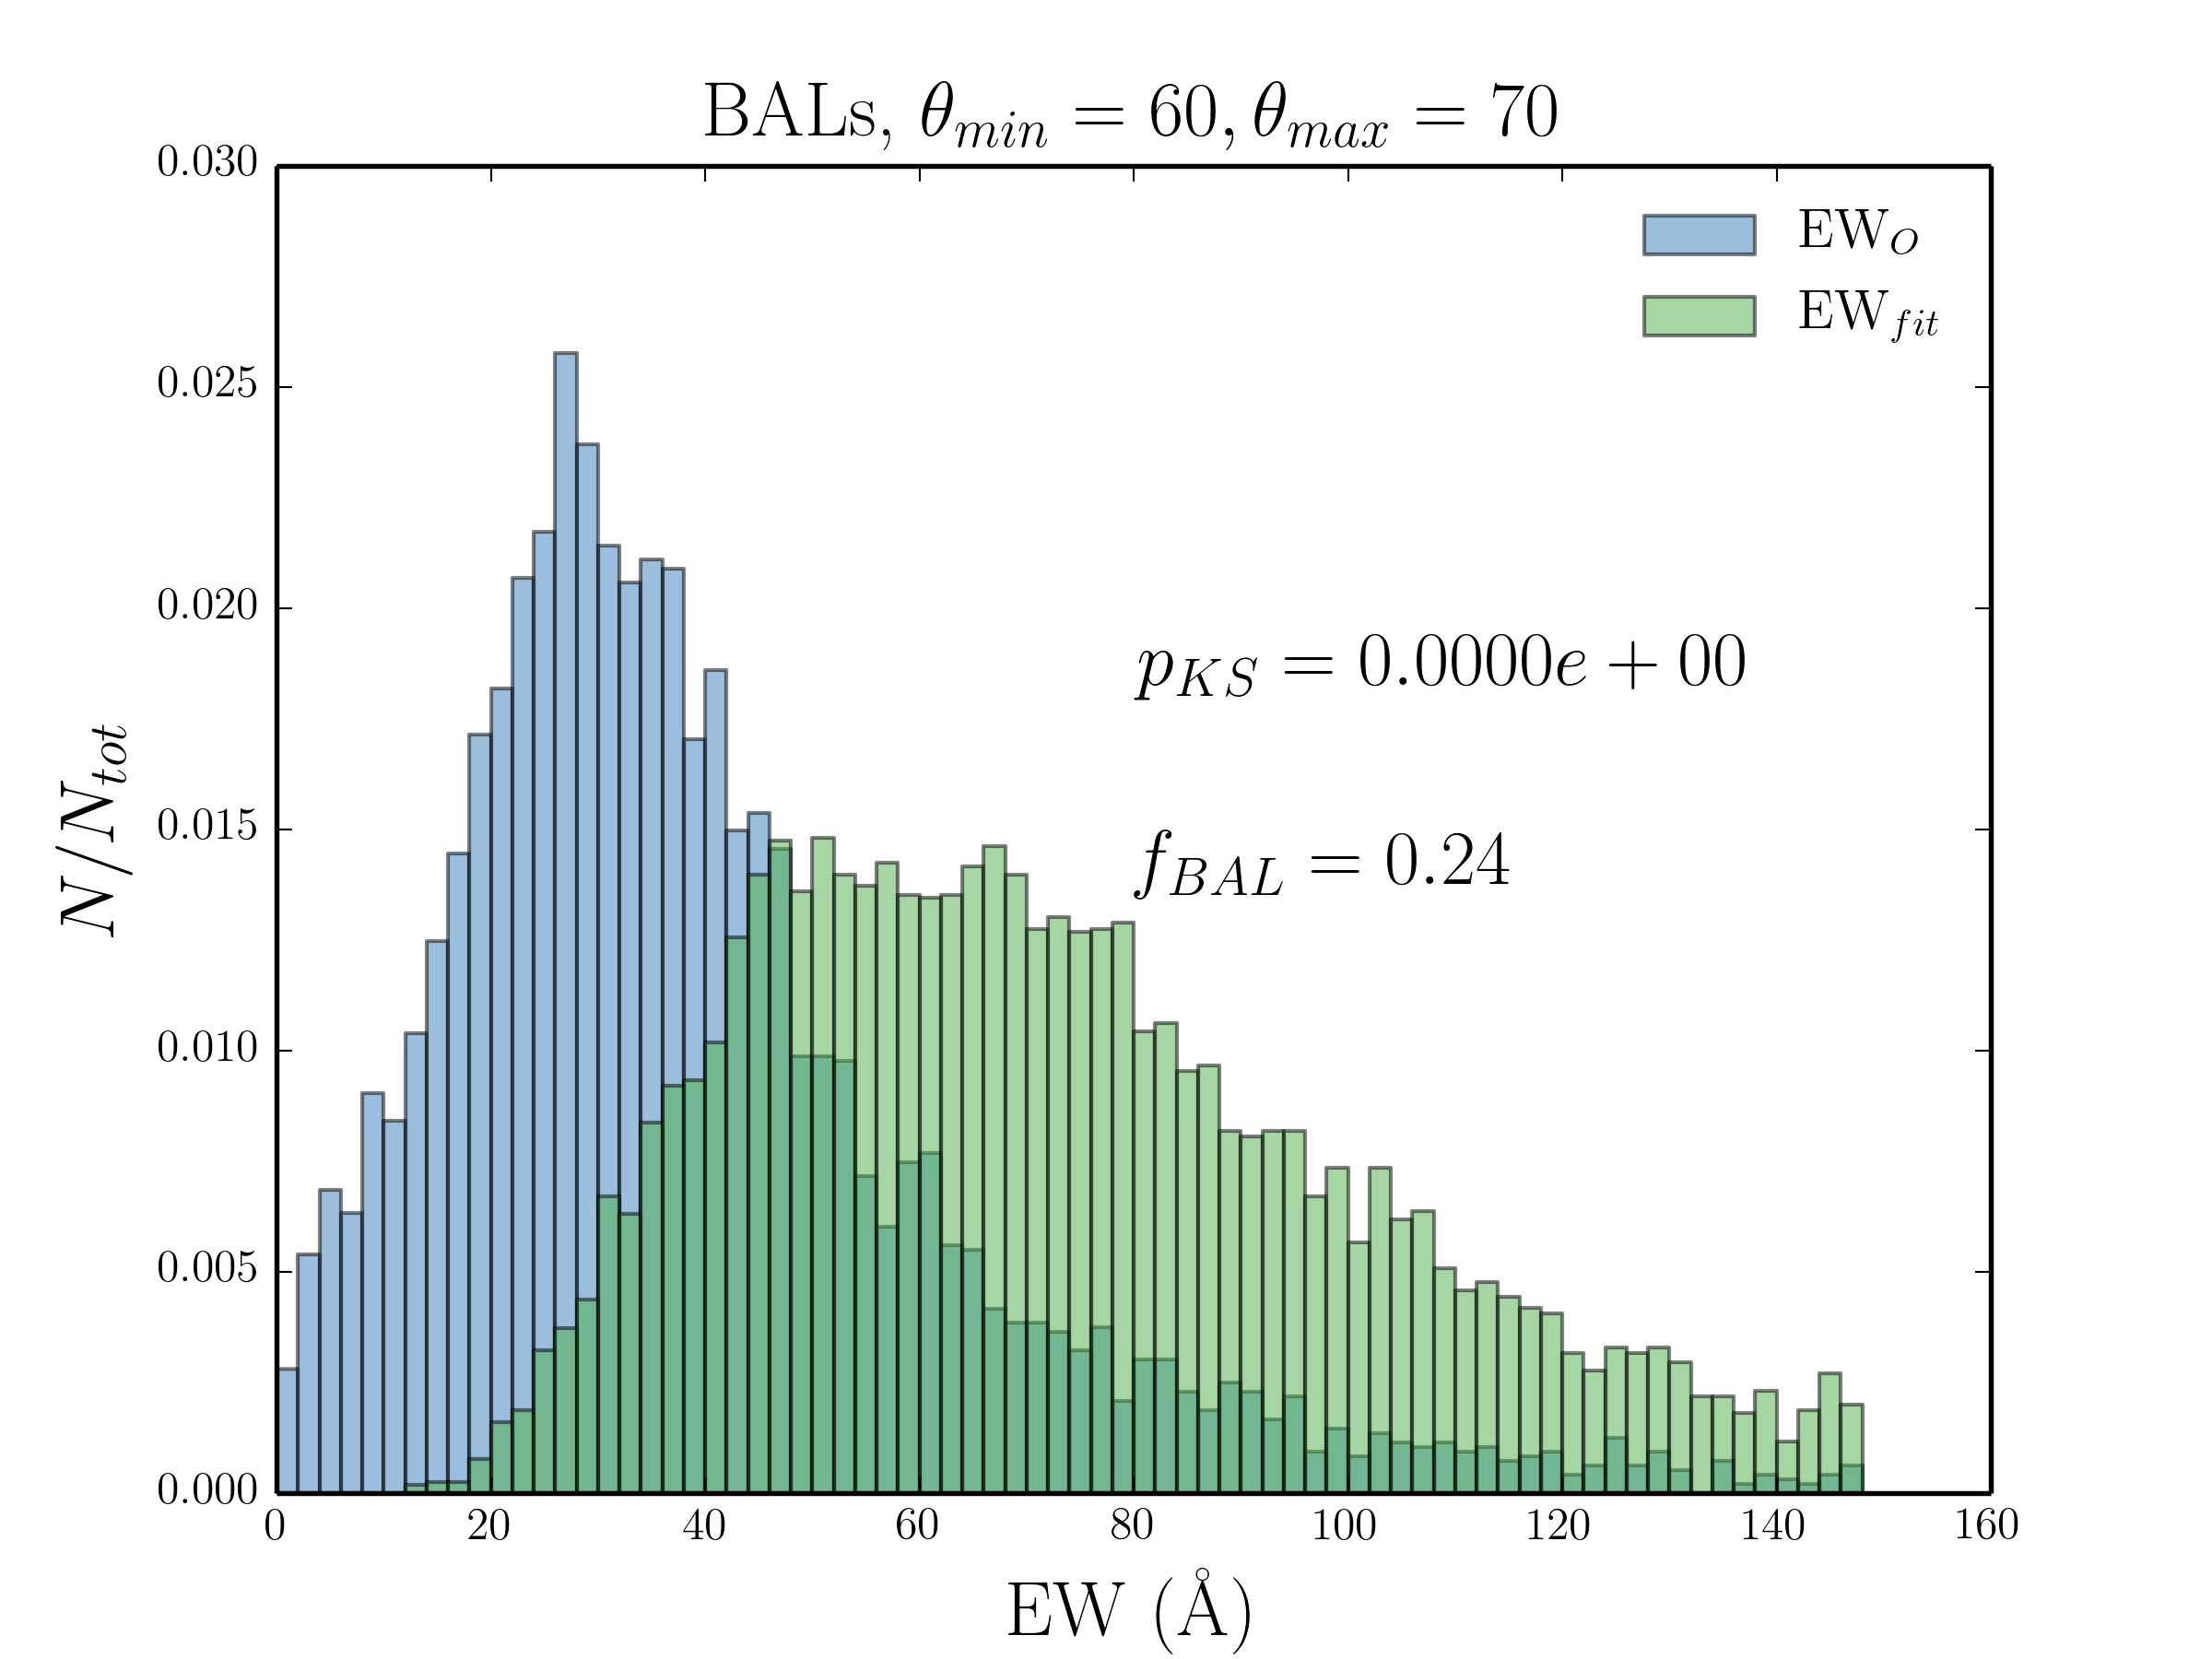 BALs, θ_min = 60, θ_max = 70
0.030
0.025
0.020
0.015
0.010
0.005
0.000
N/N_tot
EW_O
EW_fit
p_KS = 0.0000e + 00
f_BAL = 0.24
0 20 40 60 80 100 120 140 160
EW (Å)